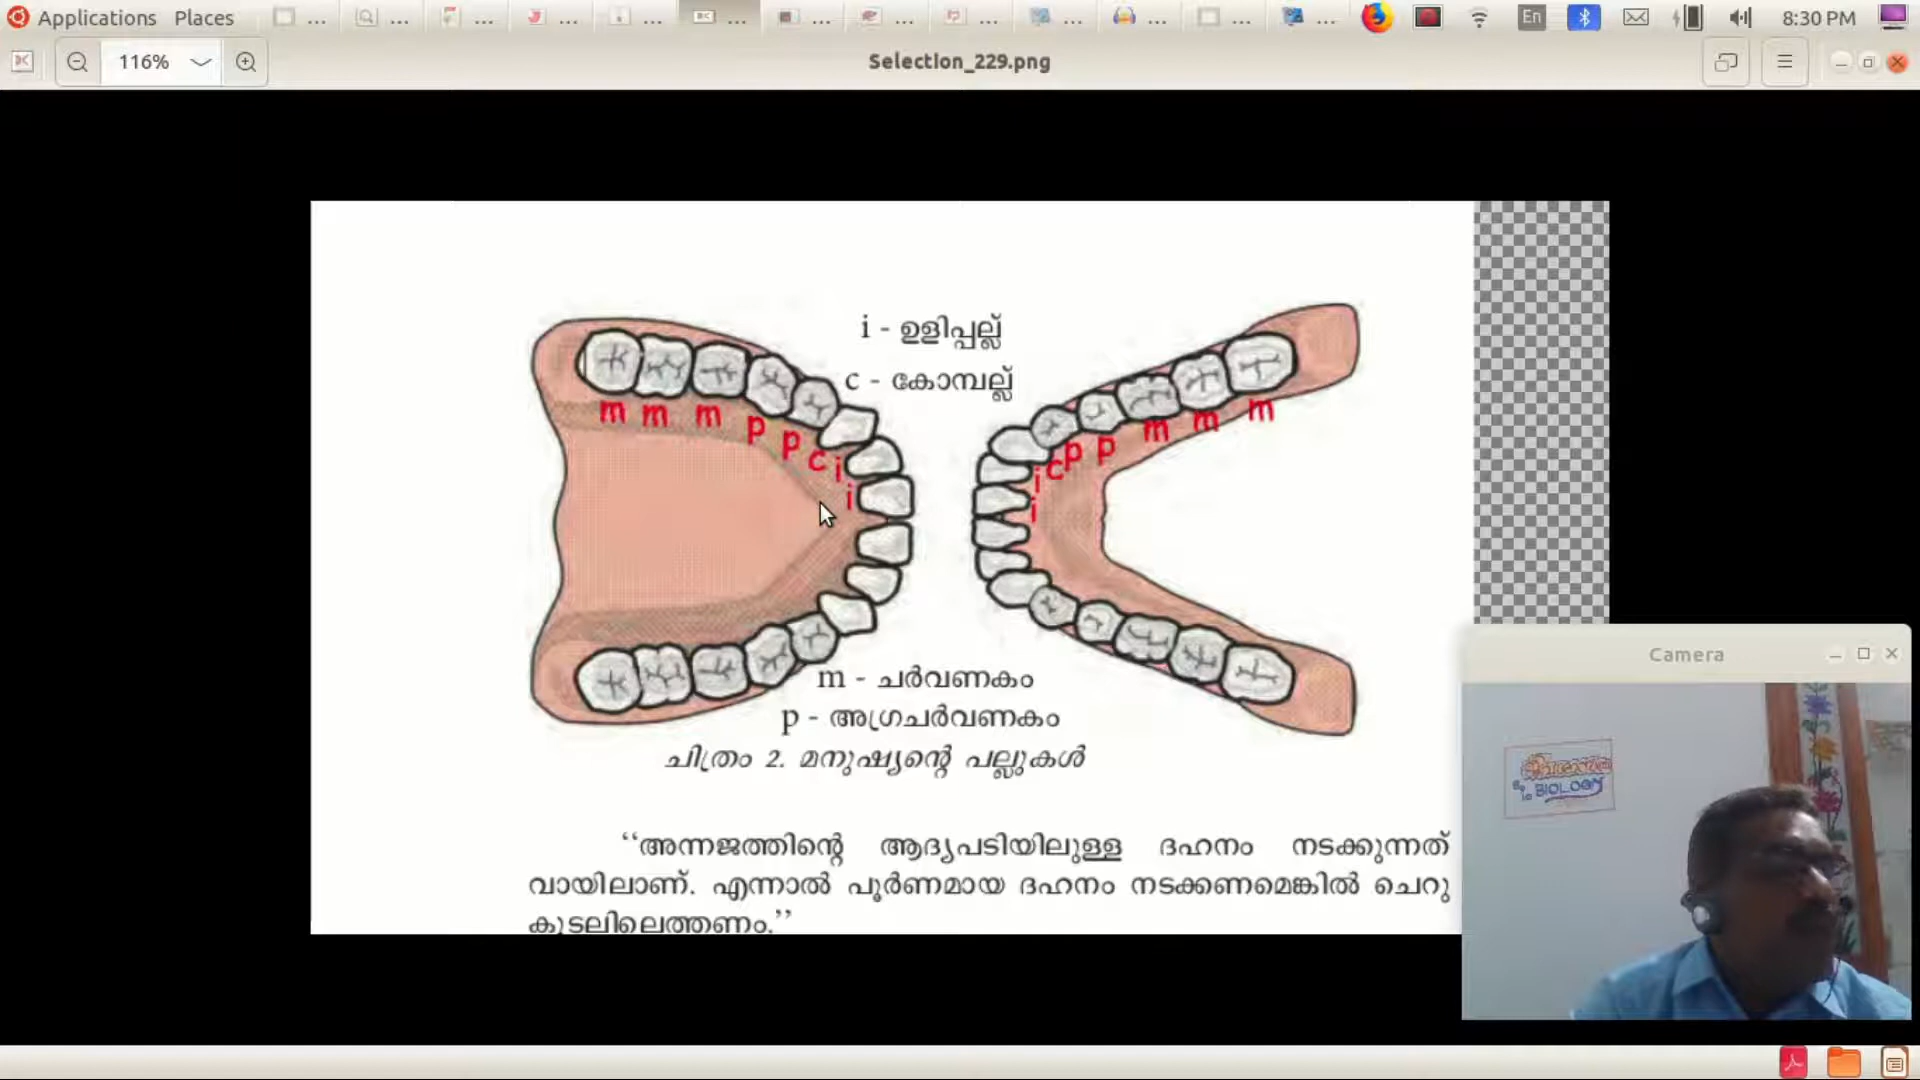 Applications Places
... ... ... ... ... ... ... ... ... ... ... ... ...
En
8:30 PM
116%
Selection_229.png
i - ഉളിപ്പല്ല്
c - കോമ്പല്ല്
m m m p p c i i
i i c p p m m m
m - ചർവണകം
p - അഗ്രചർവണകം
ചിത്രം 2. മനുഷ്യന്റെ പല്ലുകൾ
“അന്നജത്തിന്റെ ആദ്യപടിയിലുള്ള ദഹനം നടക്കുന്നത്
വായിലാണ്. എന്നാൽ പൂർണമായ ദഹനം നടക്കണമെങ്കിൽ ചെറു
കുടലിലെത്തണം.”
Camera
BIOLOGY